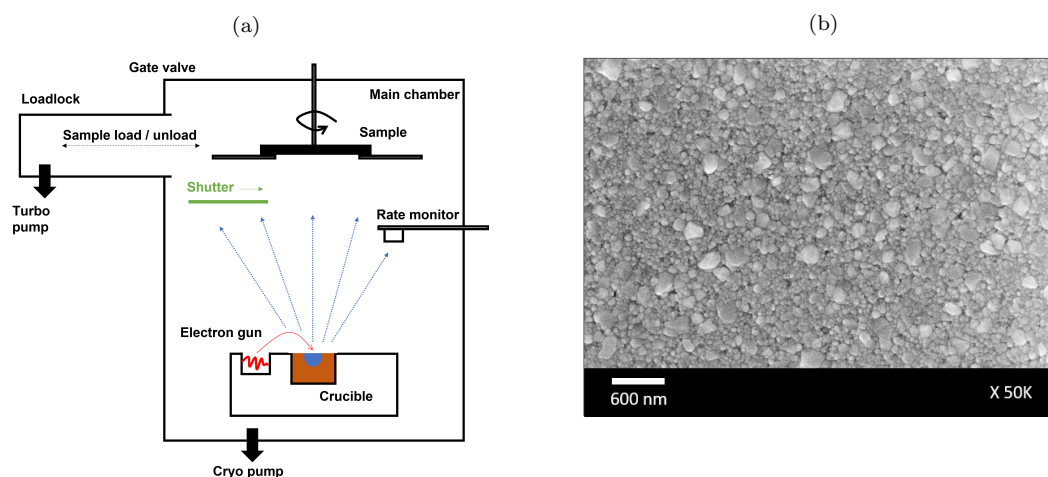 (a)
(b)
Gate valve
Loadlock
Main chamber
Sample load / unload
Sample
Shutter
Turbo
pump
Rate monitor
Electron gun
Crucible
Cryo pump
600 nm
X 50K